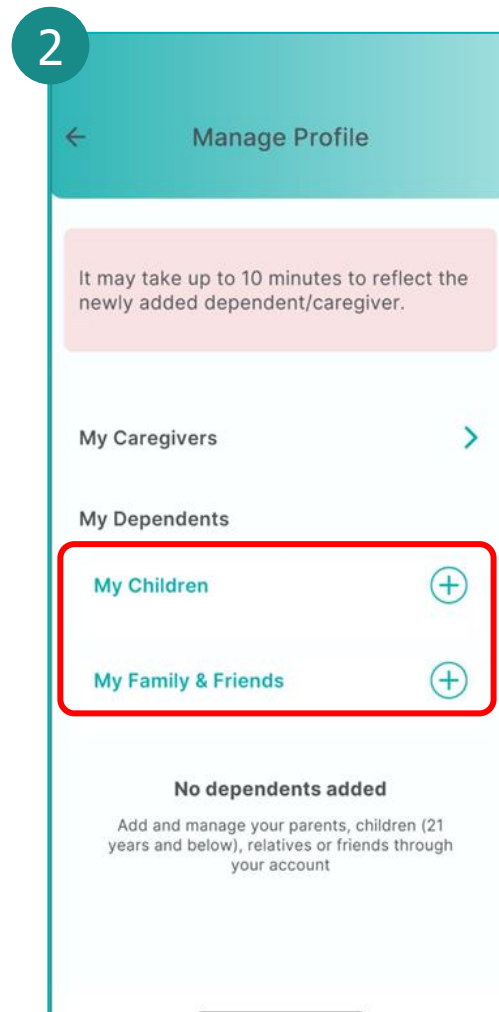 2
Manage Profile
It may take up to 10 minutes to reflect the
newly added dependent/caregiver.
My Caregivers
My Dependents
My Children
My Family & Friends
No dependents added
Add and manage your parents, children (21
years and below), relatives or friends through
your account